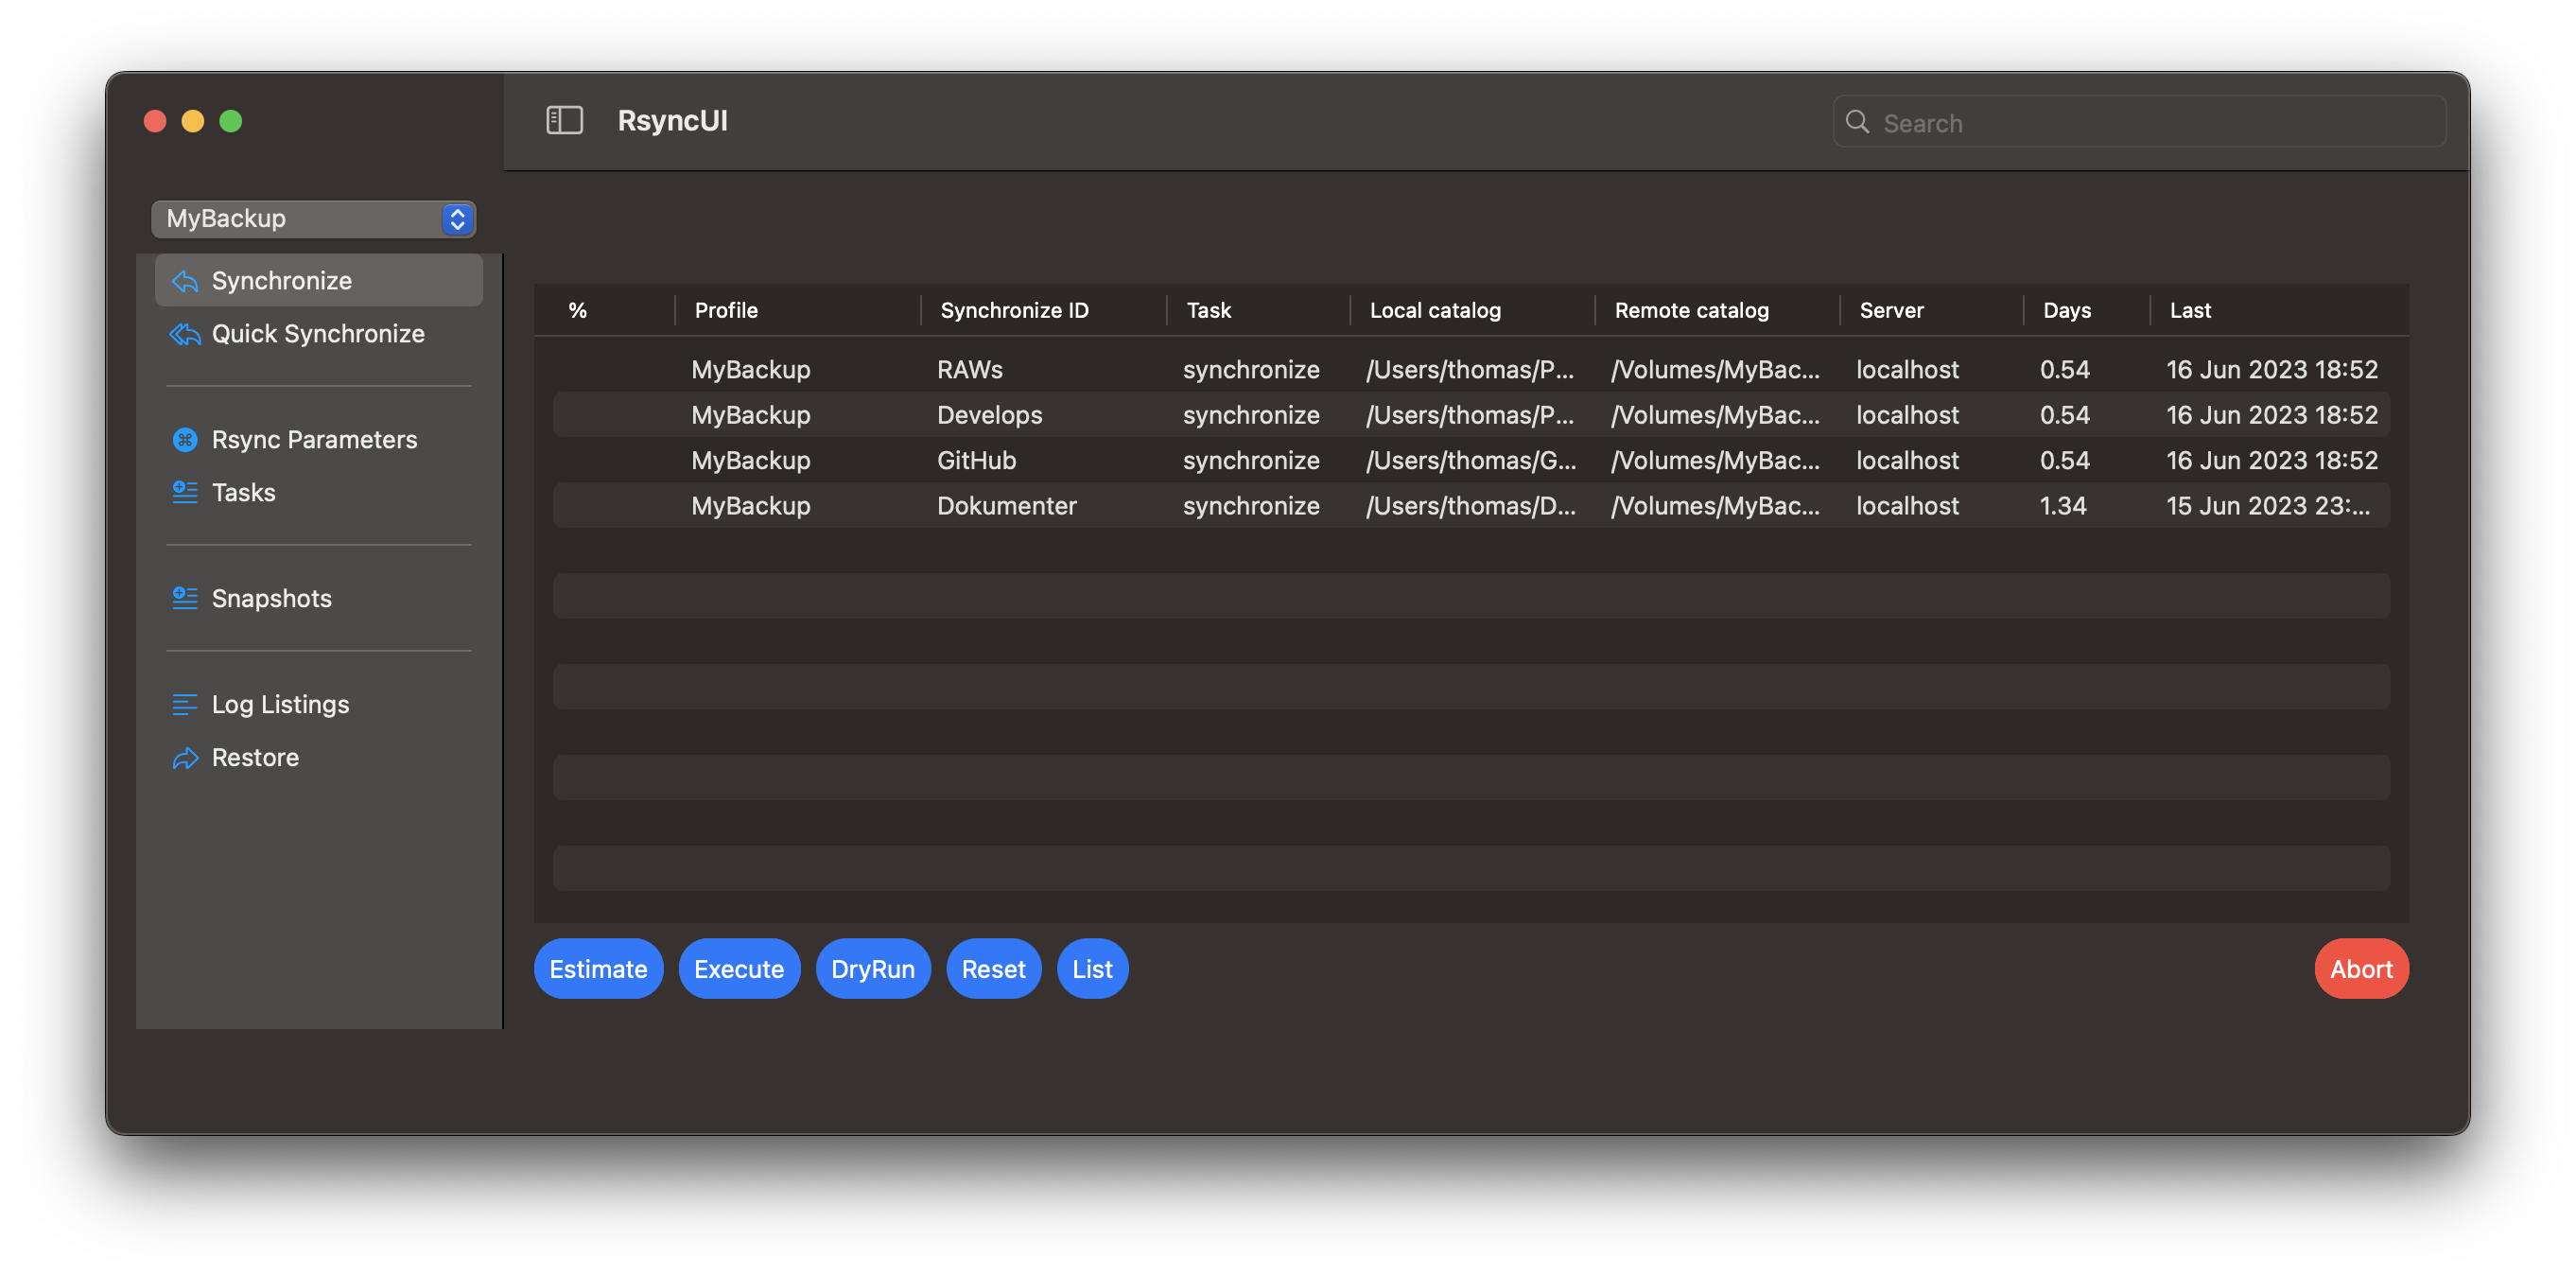 RsyncUI
Search
MyBackup
Synchronize
Quick Synchronize
Rsync Parameters
Tasks
Snapshots
Log Listings
Restore
% Profile Synchronize ID Task Local catalog Remote catalog Server Days Last
MyBackup RAWs synchronize /Users/thomas/P... /Volumes/MyBac... localhost 0.54 16 Jun 2023 18:52
MyBackup Develops synchronize /Users/thomas/P... /Volumes/MyBac... localhost 0.54 16 Jun 2023 18:52
MyBackup GitHub synchronize /Users/thomas/G... /Volumes/MyBac... localhost 0.54 16 Jun 2023 18:52
MyBackup Dokumenter synchronize /Users/thomas/D... /Volumes/MyBac... localhost 1.34 15 Jun 2023 23:...
Estimate Execute DryRun Reset List Abort